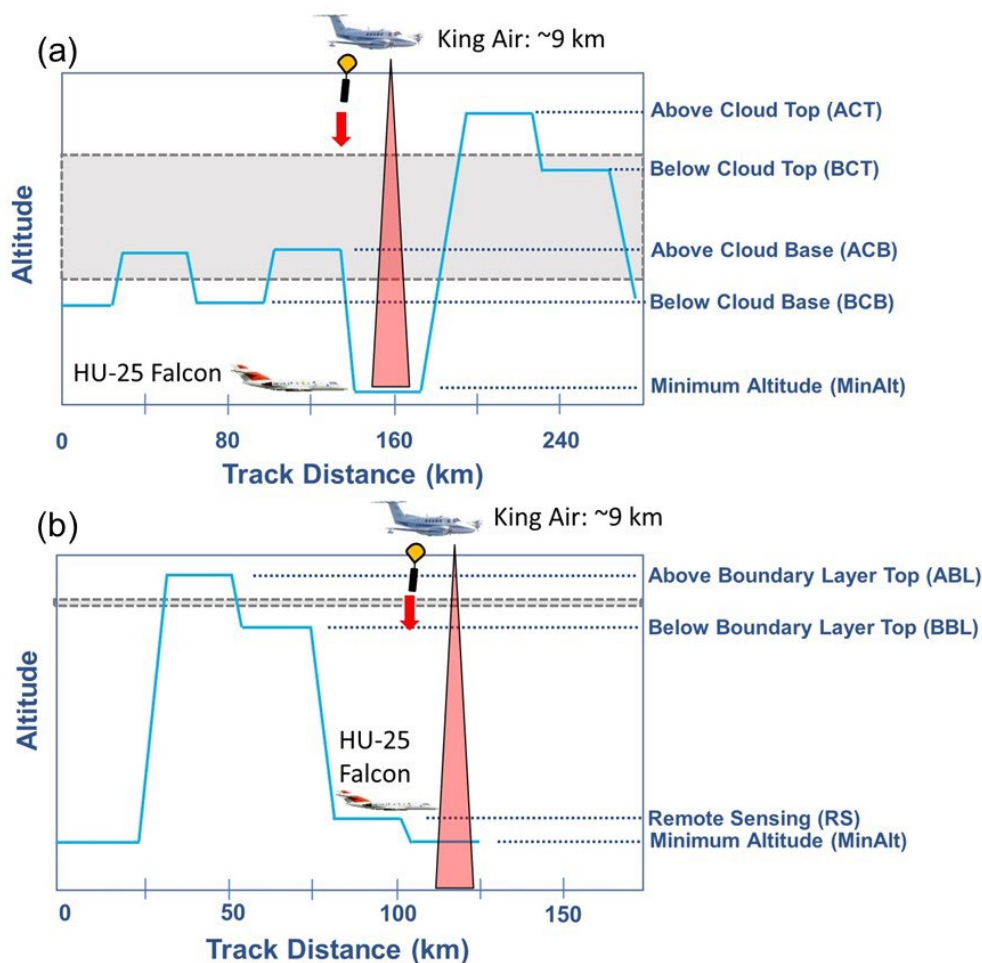 (a)
King Air: ~9 km
Above Cloud Top (ACT)
Below Cloud Top (BCT)
Above Cloud Base (ACB)
Below Cloud Base (BCB)
HU-25 Falcon
Minimum Altitude (MinAlt)
Altitude
0 80 160 240
Track Distance (km)
(b)
King Air: ~9 km
Above Boundary Layer Top (ABL)
Below Boundary Layer Top (BBL)
HU-25
Falcon
Remote Sensing (RS)
Minimum Altitude (MinAlt)
Altitude
0 50 100 150
Track Distance (km)